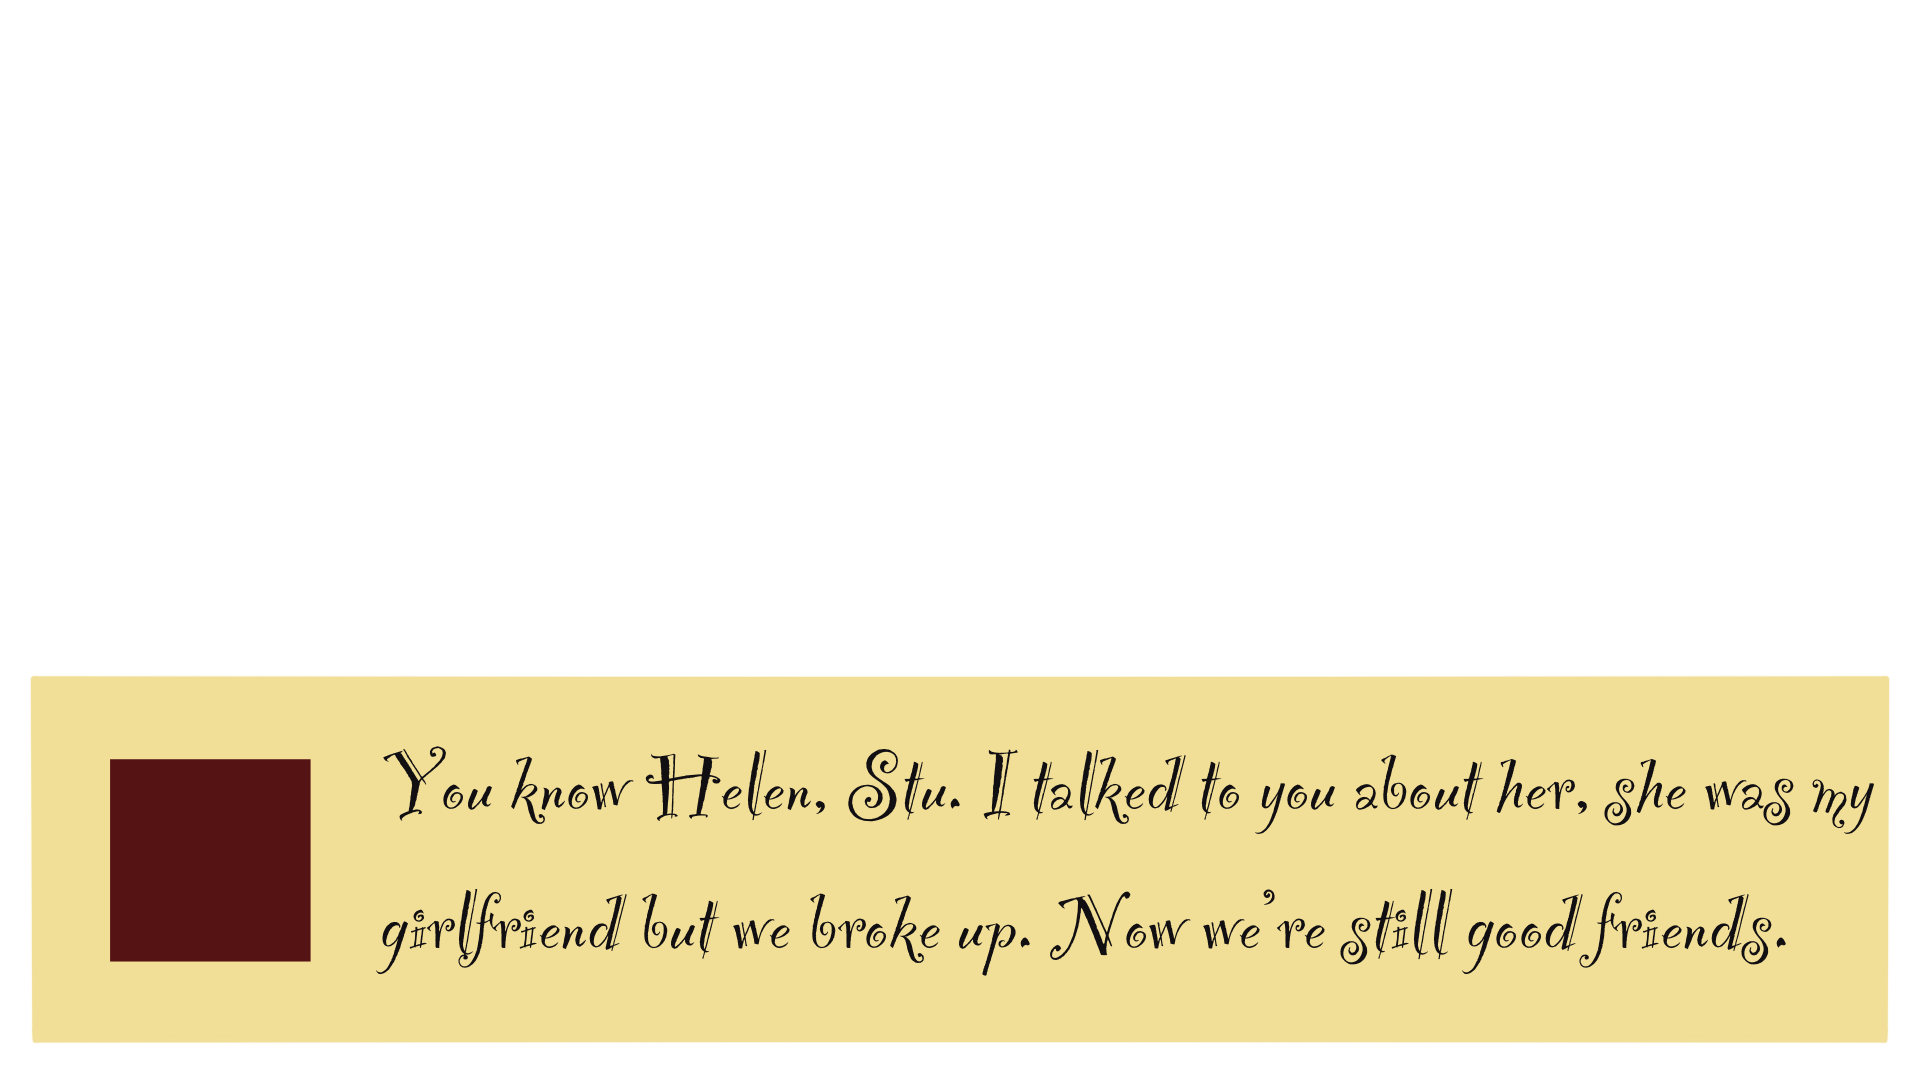 You know Helen, Stu. I talked to you about her, she was my
girlfriend but we broke up. Now we’re still good friends.